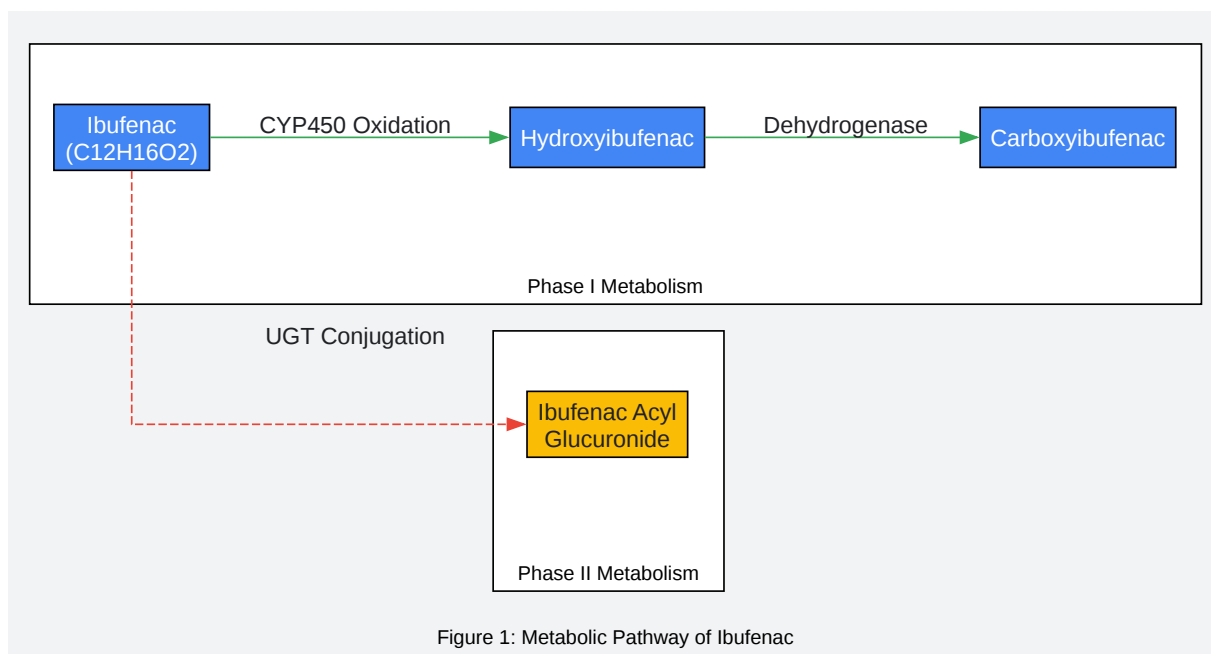 Ibufenac
(C12H16O2)
CYP450 Oxidation
Hydroxyibufenac
Dehydrogenase
Carboxyibufenac
Phase I Metabolism
UGT Conjugation
Ibufenac Acyl
Glucuronide
Phase II Metabolism
Figure 1: Metabolic Pathway of Ibufenac